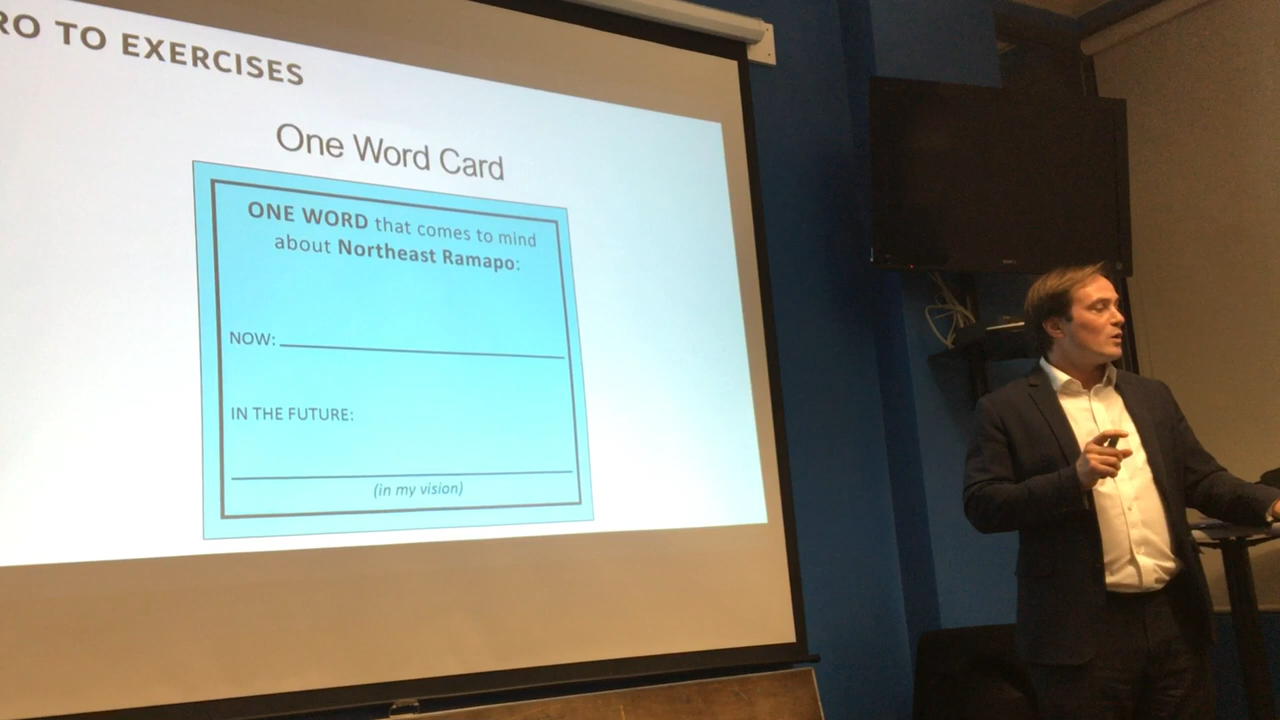 RO TO EXERCISES
One Word Card
ONE WORD that comes to mind
about Northeast Ramapo:
NOW:
IN THE FUTURE:
(in my vision)